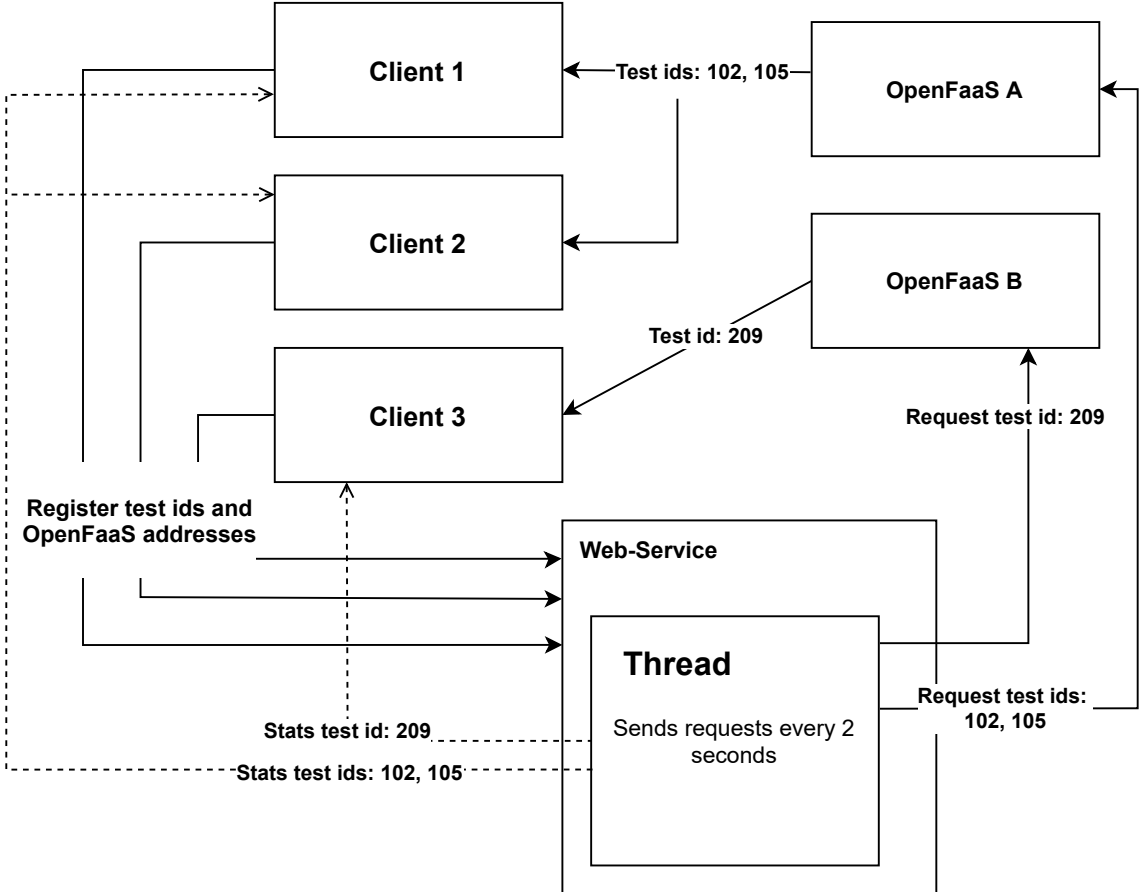 Client 1
Test ids: 102, 105
OpenFaaS A
Client 2
OpenFaaS B
Test id: 209
Client 3
Request test id: 209
Register test ids and
OpenFaaS addresses
Web-Service
Thread
Sends requests every 2
seconds
Request test ids:
102, 105
Stats test id: 209
Stats test ids: 102, 105